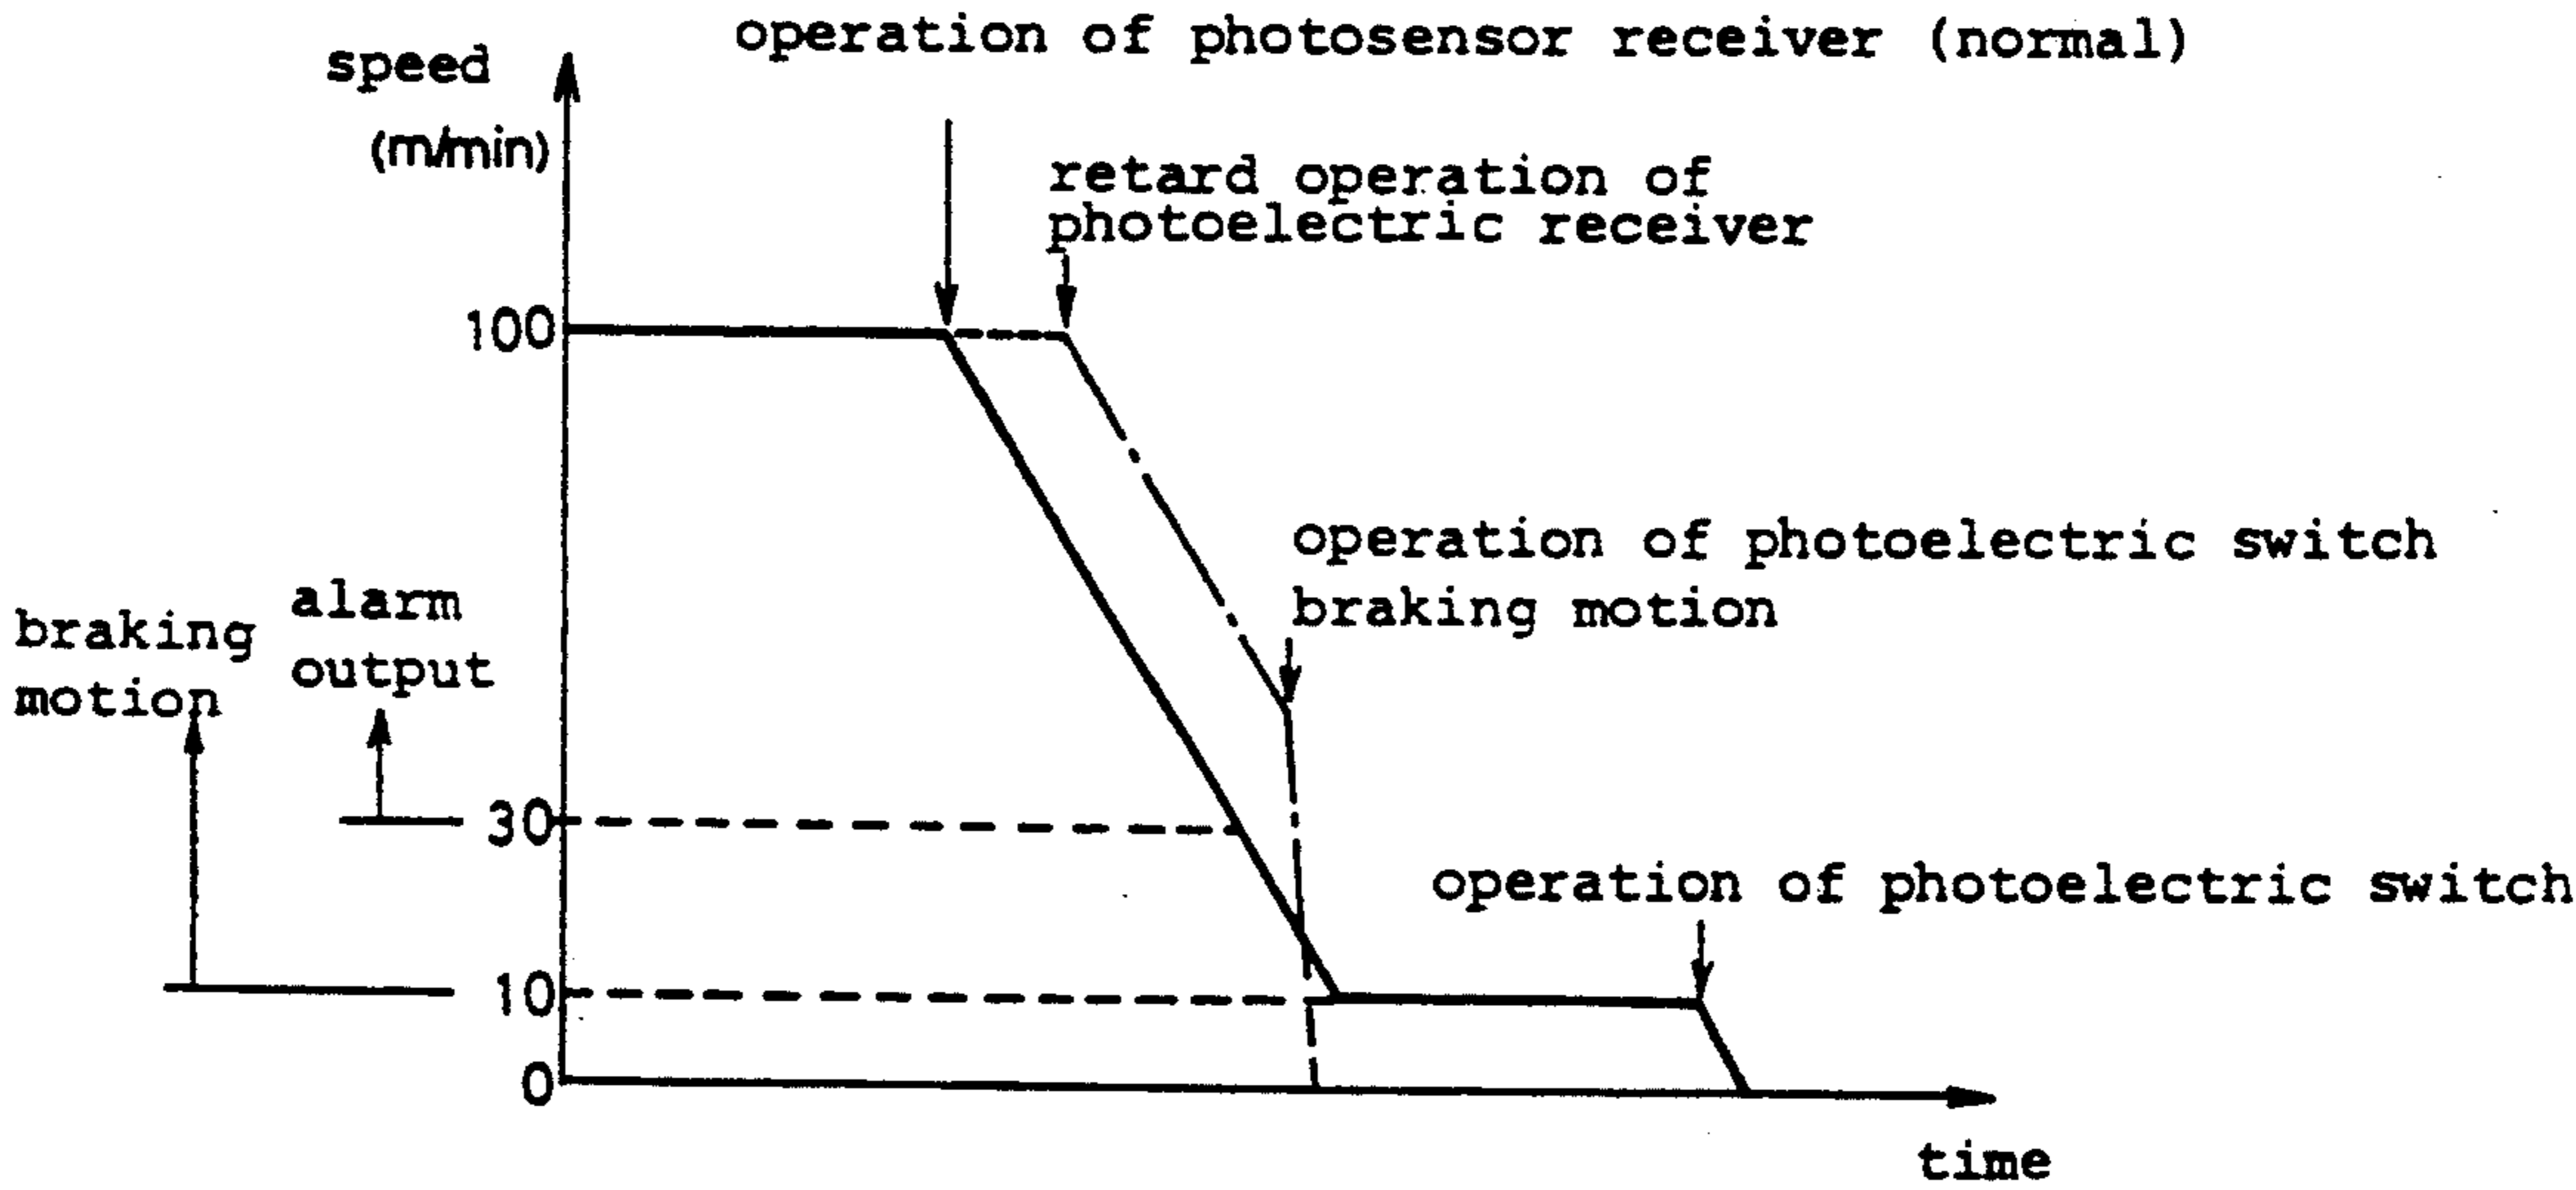 operation of photosensor receiver (normal)
speed
(m/min)
retard operation of
photoelectric receiver
100
operation of photoelectric switch
braking motion
alarm
output
braking
motion
30
operation of photoelectric switch
10
0
time